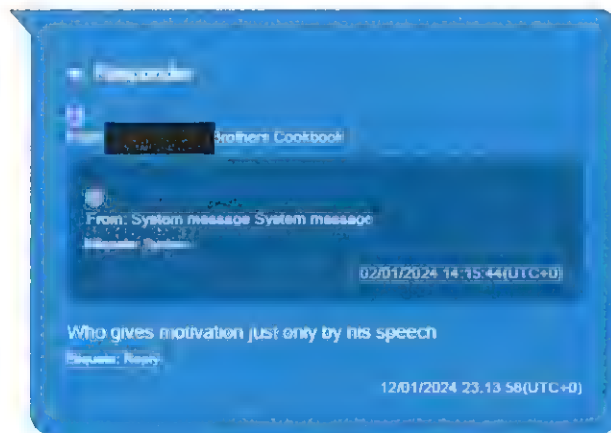 Brothers Cookbook
From: System message System message
02/01/2024 14:15:44(UTC+0)
Who gives motivation just only by his speech
Reply
12/01/2024 23:13:58(UTC+0)